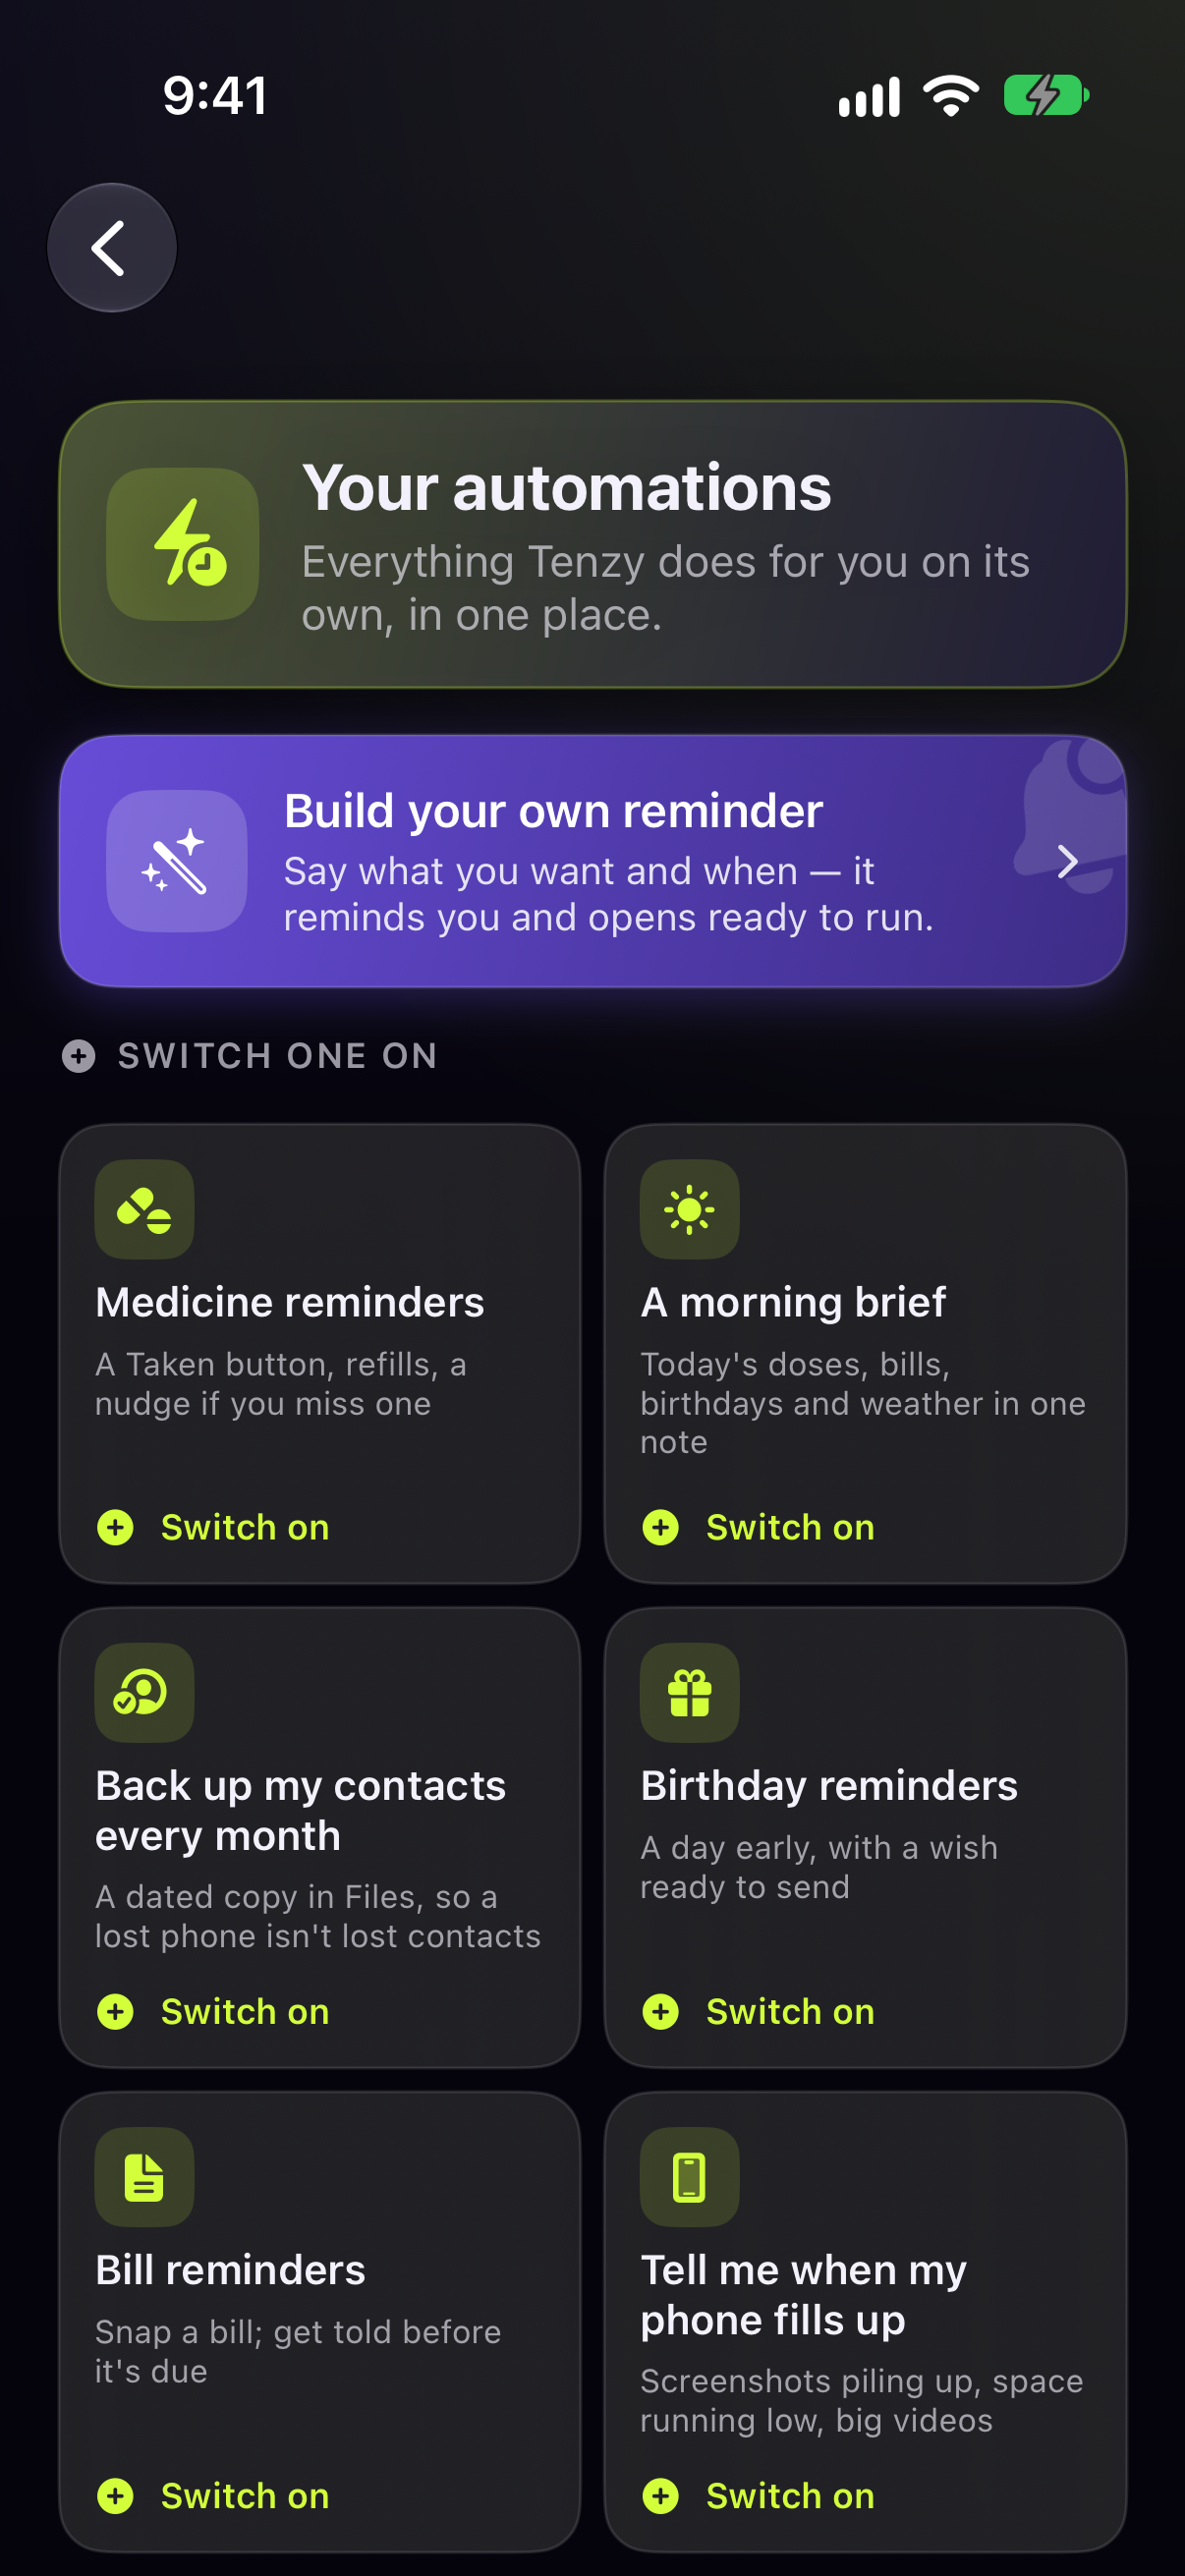 9:41
Your automations
Everything Tenzy does for you on its
own, in one place.
Build your own reminder
Say what you want and when — it
reminds you and opens ready to run.
SWITCH ONE ON
Medicine reminders
A Taken button, refills, a
nudge if you miss one
Switch on
A morning brief
Today's doses, bills,
birthdays and weather in one
note
Switch on
Back up my contacts
every month
A dated copy in Files, so a
lost phone isn't lost contacts
Switch on
Birthday reminders
A day early, with a wish
ready to send
Switch on
Bill reminders
Snap a bill; get told before
it's due
Switch on
Tell me when my
phone fills up
Screenshots piling up, space
running low, big videos
Switch on